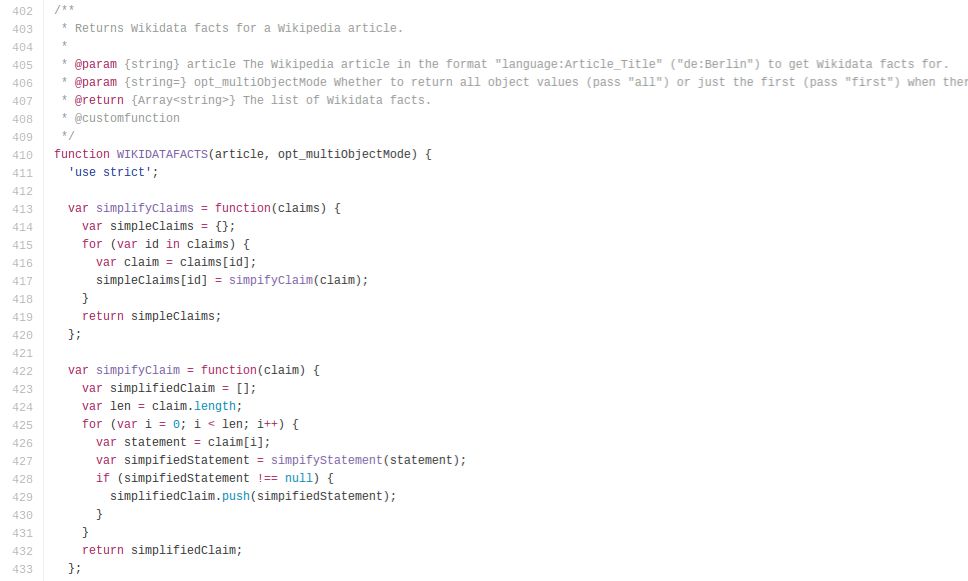 402 /**
403  * Returns Wikidata facts for a Wikipedia article.
404  *
405  * @param {string} article The Wikipedia article in the format "language:Article_Title" ("de:Berlin") to get Wikidata facts for.
406  * @param {string=} opt_multiObjectMode Whether to return all object values (pass "all") or just the first (pass "first") when ther
407  * @return {Array<string>} The list of Wikidata facts.
408  * @customfunction
409  */
410 function WIKIDATAFACTS(article, opt_multiObjectMode) {
411   'use strict';
412
413   var simplifyClaims = function(claims) {
414     var simpleClaims = {};
415     for (var id in claims) {
416       var claim = claims[id];
417       simpleClaims[id] = simpifyClaim(claim);
418     }
419     return simpleClaims;
420   };
421
422   var simpifyClaim = function(claim) {
423     var simplifiedClaim = [];
424     var len = claim.length;
425     for (var i = 0; i < len; i++) {
426       var statement = claim[i];
427       var simpifiedStatement = simpifyStatement(statement);
428       if (simpifiedStatement !== null) {
429         simplifiedClaim.push(simpifiedStatement);
430       }
431     }
432     return simplifiedClaim;
433   };